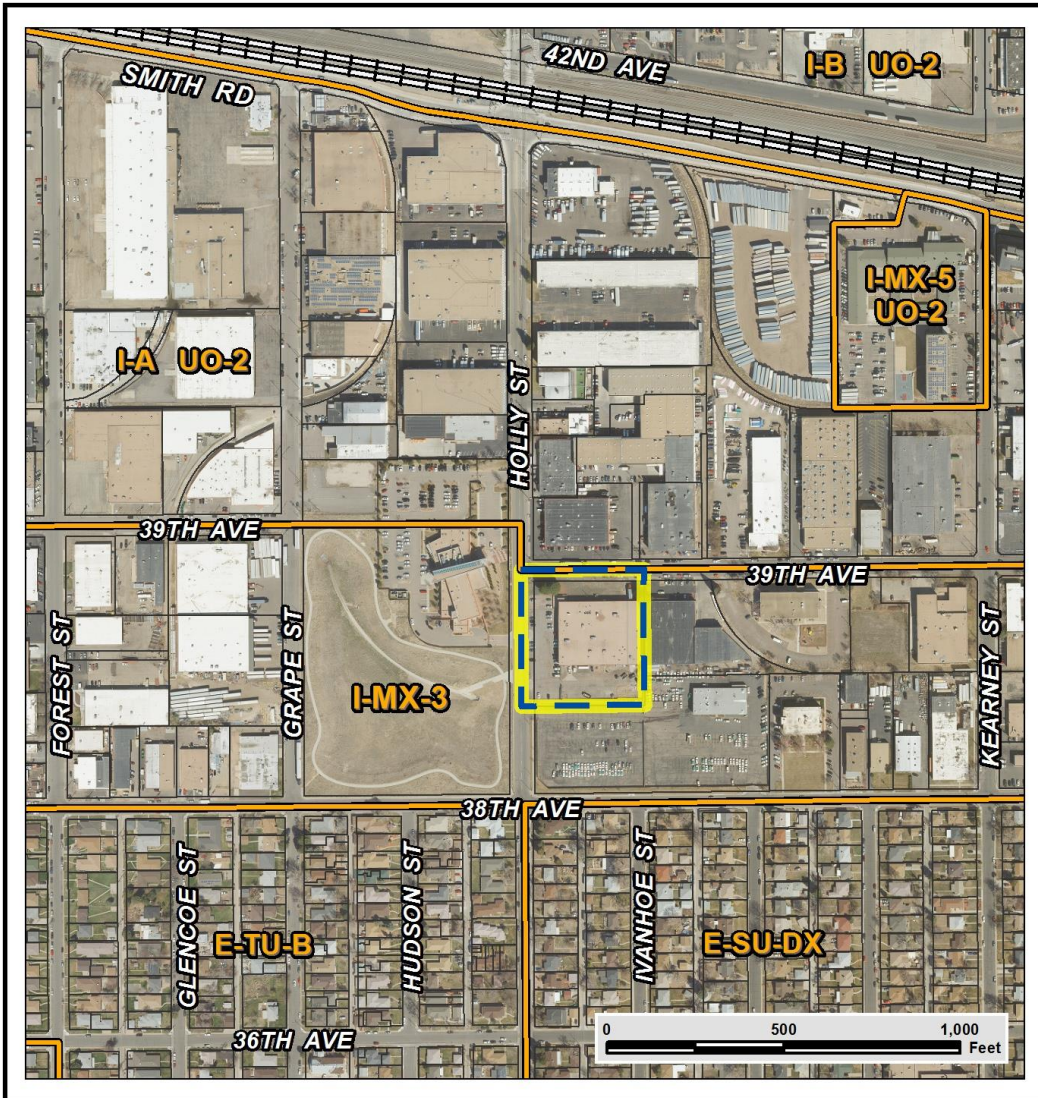 42ND AVE
I-B UO-2
SMITH RD
I-MX-5
UO-2
I-A UO-2
HOLLY ST
39TH AVE
39TH AVE
FOREST ST
GRAPE ST
I-MX-3
KEARNEY ST
38TH AVE
GLENCOE ST
HUDSON ST
IVANHOE ST
E-TU-B
E-SU-DX
36TH AVE
0 500 1,000
Feet